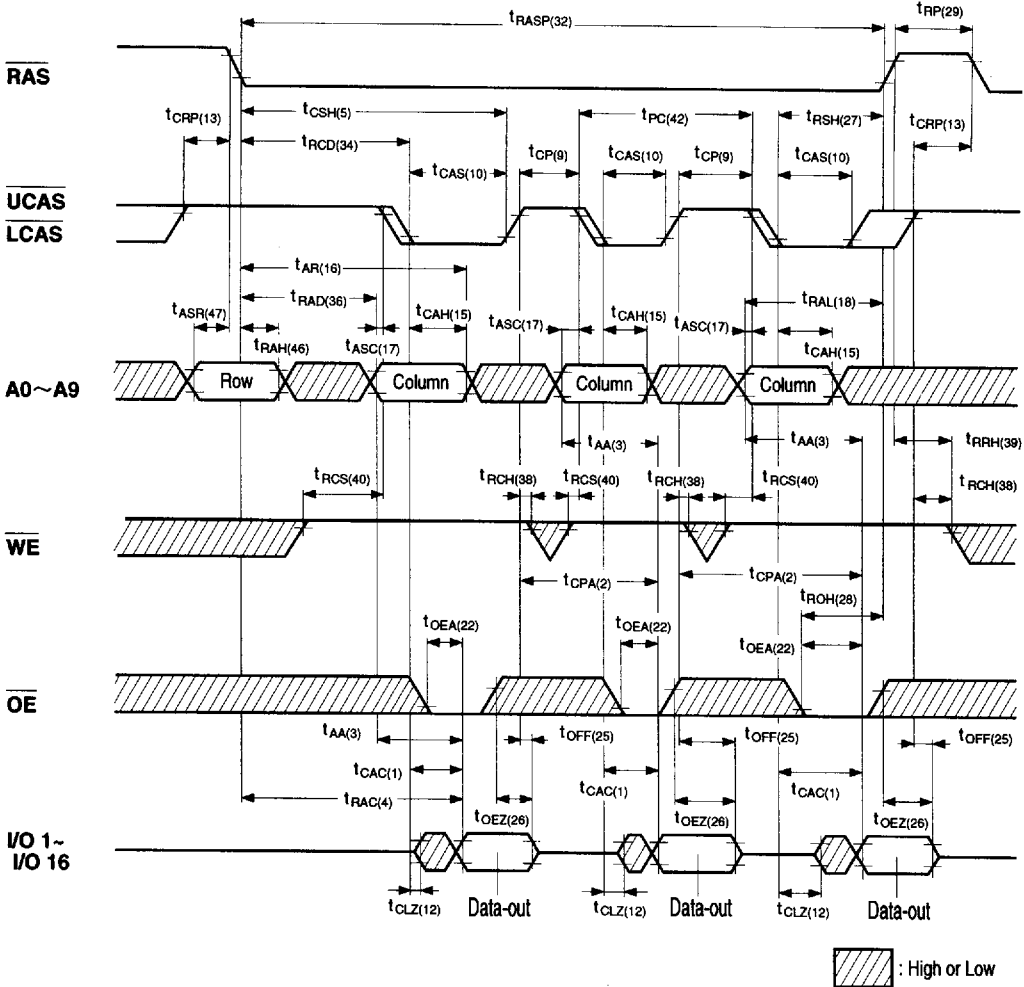 tRASP(32) tRP(29)
RAS
tCRP(13) tCSH(5) tPC(42) tRSH(27) tCRP(13)
tRCD(34)
tCAS(10) tCP(9) tCAS(10) tCP(9) tCAS(10)
UCAS
LCAS
tAR(16)
tRAD(36) tRAL(18)
tASR(47) tCAH(15) tASC(17) tCAH(15) tASC(17)
tRAH(46) tASC(17) tCAH(15)
A0~A9 Row Column Column Column
tAA(3) tAA(3) tRRH(39)
tRCS(40) tRCH(38) tRCS(40) tRCH(38) tRCS(40) tRCH(38)
WE
tCPA(2) tCPA(2)
tROH(28)
tOEA(22) tOEA(22) tOEA(22)
OE
tAA(3) tOFF(25) tOFF(25) tOFF(25)
tCAC(1) tCAC(1) tCAC(1)
tRAC(4)
tOEZ(26) tOEZ(26) tOEZ(26)
I/O 1~
I/O 16
tCLZ(12) Data-out tCLZ(12) Data-out tCLZ(12) Data-out
: High or Low